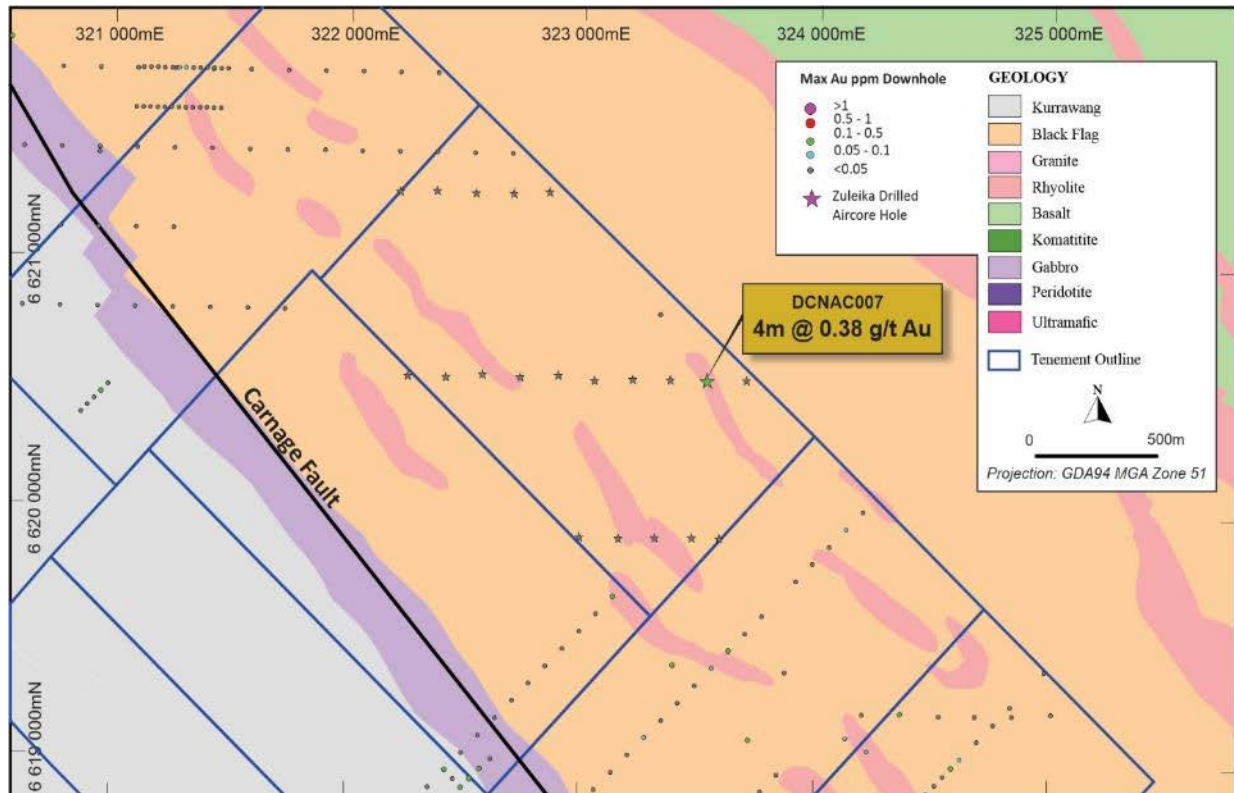 321 000mE
322 000mE
323 000mE
324 000mE
325 000mE
Max Au ppm Downhole
>1
0.5 - 1
0.1 - 0.5
0.05 - 0.1
<0.05
Zuleika Drilled
Aircore Hole
GEOLOGY
Kurrawang
Black Flag
Granite
Rhyolite
Basalt
Komatitite
Gabbro
Peridotite
Ultramafic
Tenement Outline
N
0
500m
Projection: GDA94 MGA Zone 51
6 621 000mN
DCNAC007
4m @ 0.38 g/t Au
Carnage Fault
6 620 000mN
6 619 000mN